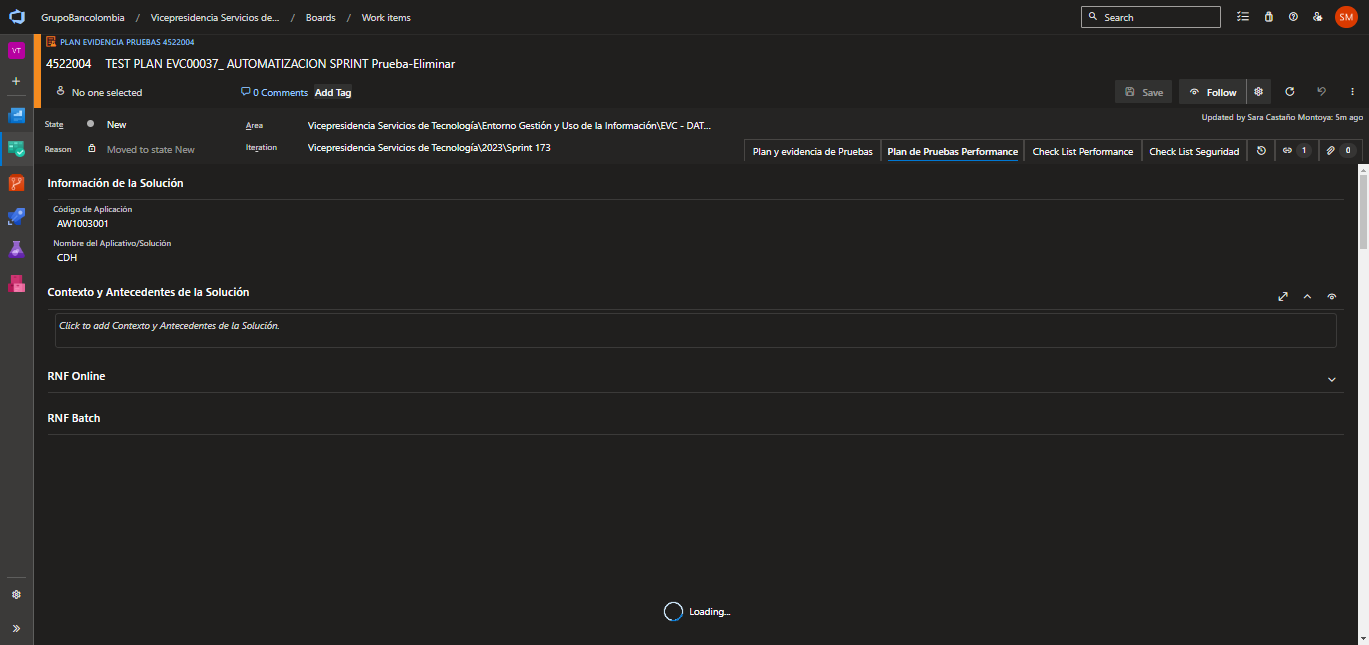 GrupoBancolombia / Vicepresidencia Servicios de... / Boards / Work items
Search
SM
VT
PLAN EVIDENCIA PRUEBAS 4522004
4522004 TEST PLAN EVC00037_ AUTOMATIZACION SPRINT Prueba-Eliminar
No one selected
0 Comments
Add Tag
Save
Follow
State New
Area Vicepresidencia Servicios de Tecnología\Entorno Gestión y Uso de la Información\EVC - DAT...
Updated by Sara Castaño Montoya: 5m ago
Reason Moved to state New
Iteration Vicepresidencia Servicios de Tecnología\2023\Sprint 173
Plan y evidencia de Pruebas
Plan de Pruebas Performance
Check List Performance
Check List Seguridad
1
0
Información de la Solución
Código de Aplicación
AW1003001
Nombre del Aplicativo/Solución
CDH
Contexto y Antecedentes de la Solución
Click to add Contexto y Antecedentes de la Solución.
RNF Online
RNF Batch
Loading...